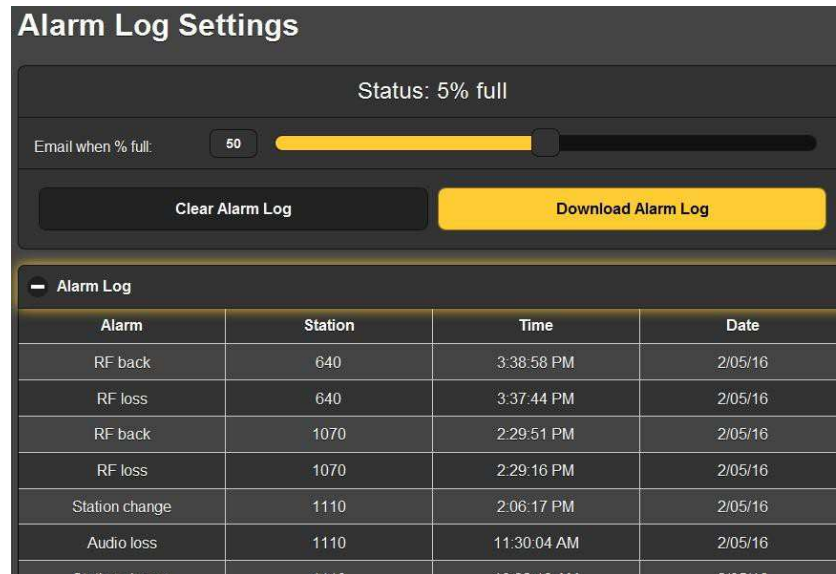 Alarm Log Settings
Status: 5% full
Email when % full: 50
Clear Alarm Log Download Alarm Log
Alarm Log
Alarm Station Time Date
RF back 640 3:38:58 PM 2/05/16
RF loss 640 3:37:44 PM 2/05/16
RF back 1070 2:29:51 PM 2/05/16
RF loss 1070 2:29:16 PM 2/05/16
Station change 1110 2:06:17 PM 2/05/16
Audio loss 1110 11:30:04 AM 2/05/16